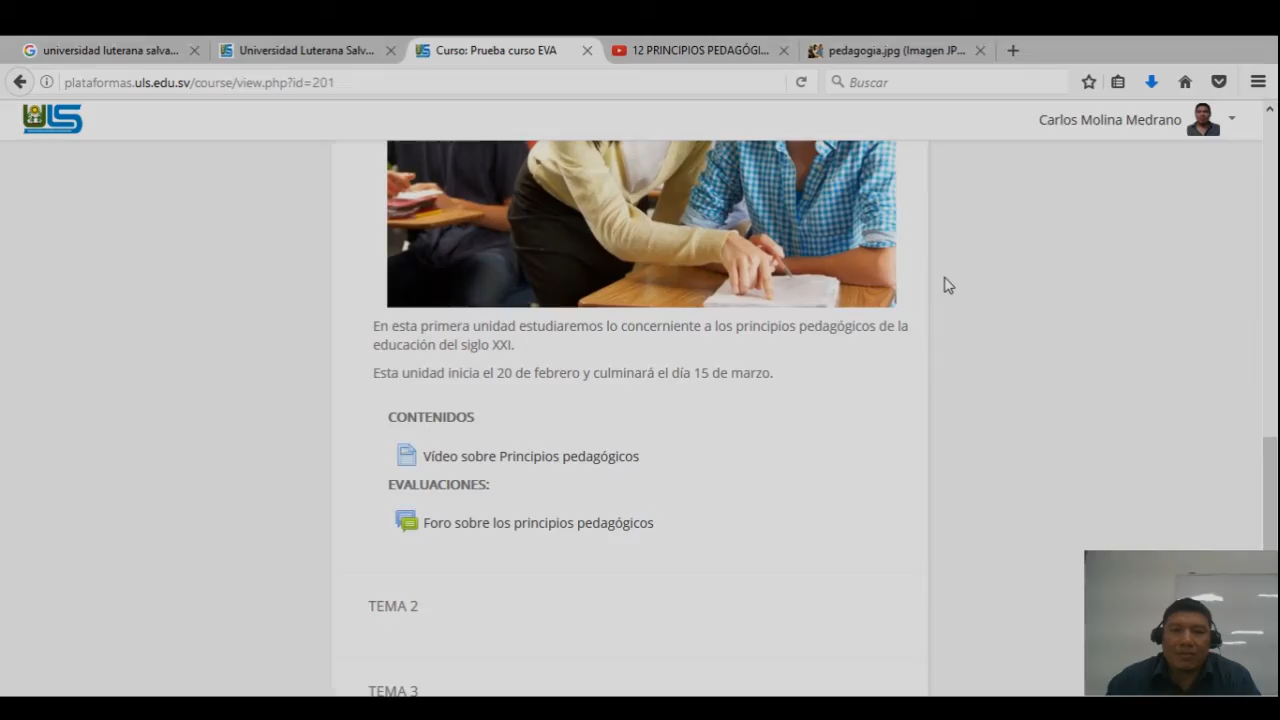 universidad luterana salva...
Universidad Luterana Salv...
Curso: Prueba curso EVA
12 PRINCIPIOS PEDAGÓGI...
pedagogia.jpg (Imagen JP...
plataformas.uls.edu.sv/course/view.php?id=201
Buscar
ULS
Carlos Molina Medrano
En esta primera unidad estudiaremos lo concerniente a los principios pedagógicos de la
educación del siglo XXI.
Esta unidad inicia el 20 de febrero y culminará el día 15 de marzo.
CONTENIDOS
Vídeo sobre Principios pedagógicos
EVALUACIONES:
Foro sobre los principios pedagógicos
TEMA 2
TEMA 3